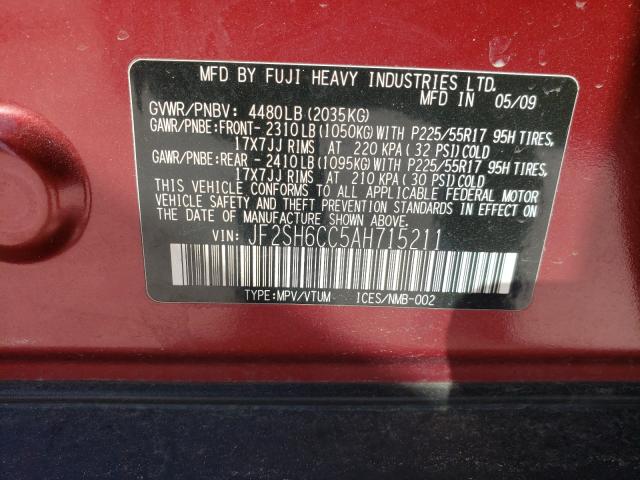 MFD BY FUJI HEAVY INDUSTRIES LTD.
MFD IN 05/09
GVWR/PNBV: 4480LB(2035KG)
GAWR/PNBE:FRONT- 2310LB(1050KG)WITH P225/55R17 95H TIRES,
17X7JJ RIMS AT 220 KPA(32 PSI)COLD
GAWR/PNBE:REAR - 2410LB(1095KG)WITH P225/55R17 95H TIRES,
17X7JJ RIMS AT 210 KPA(30 PSI)COLD
THIS VEHICLE CONFORMS TO ALL APPLICABLE FEDERAL MOTOR
VEHICLE SAFETY AND THEFT PREVENTION STANDARDS IN EFFECT
ON THE DATE OF MANUFACTURE SHOWN ABOVE.
VIN: JF2SH6CC5AH715211
TYPE:MPV/VTUM ICES/NMB-002